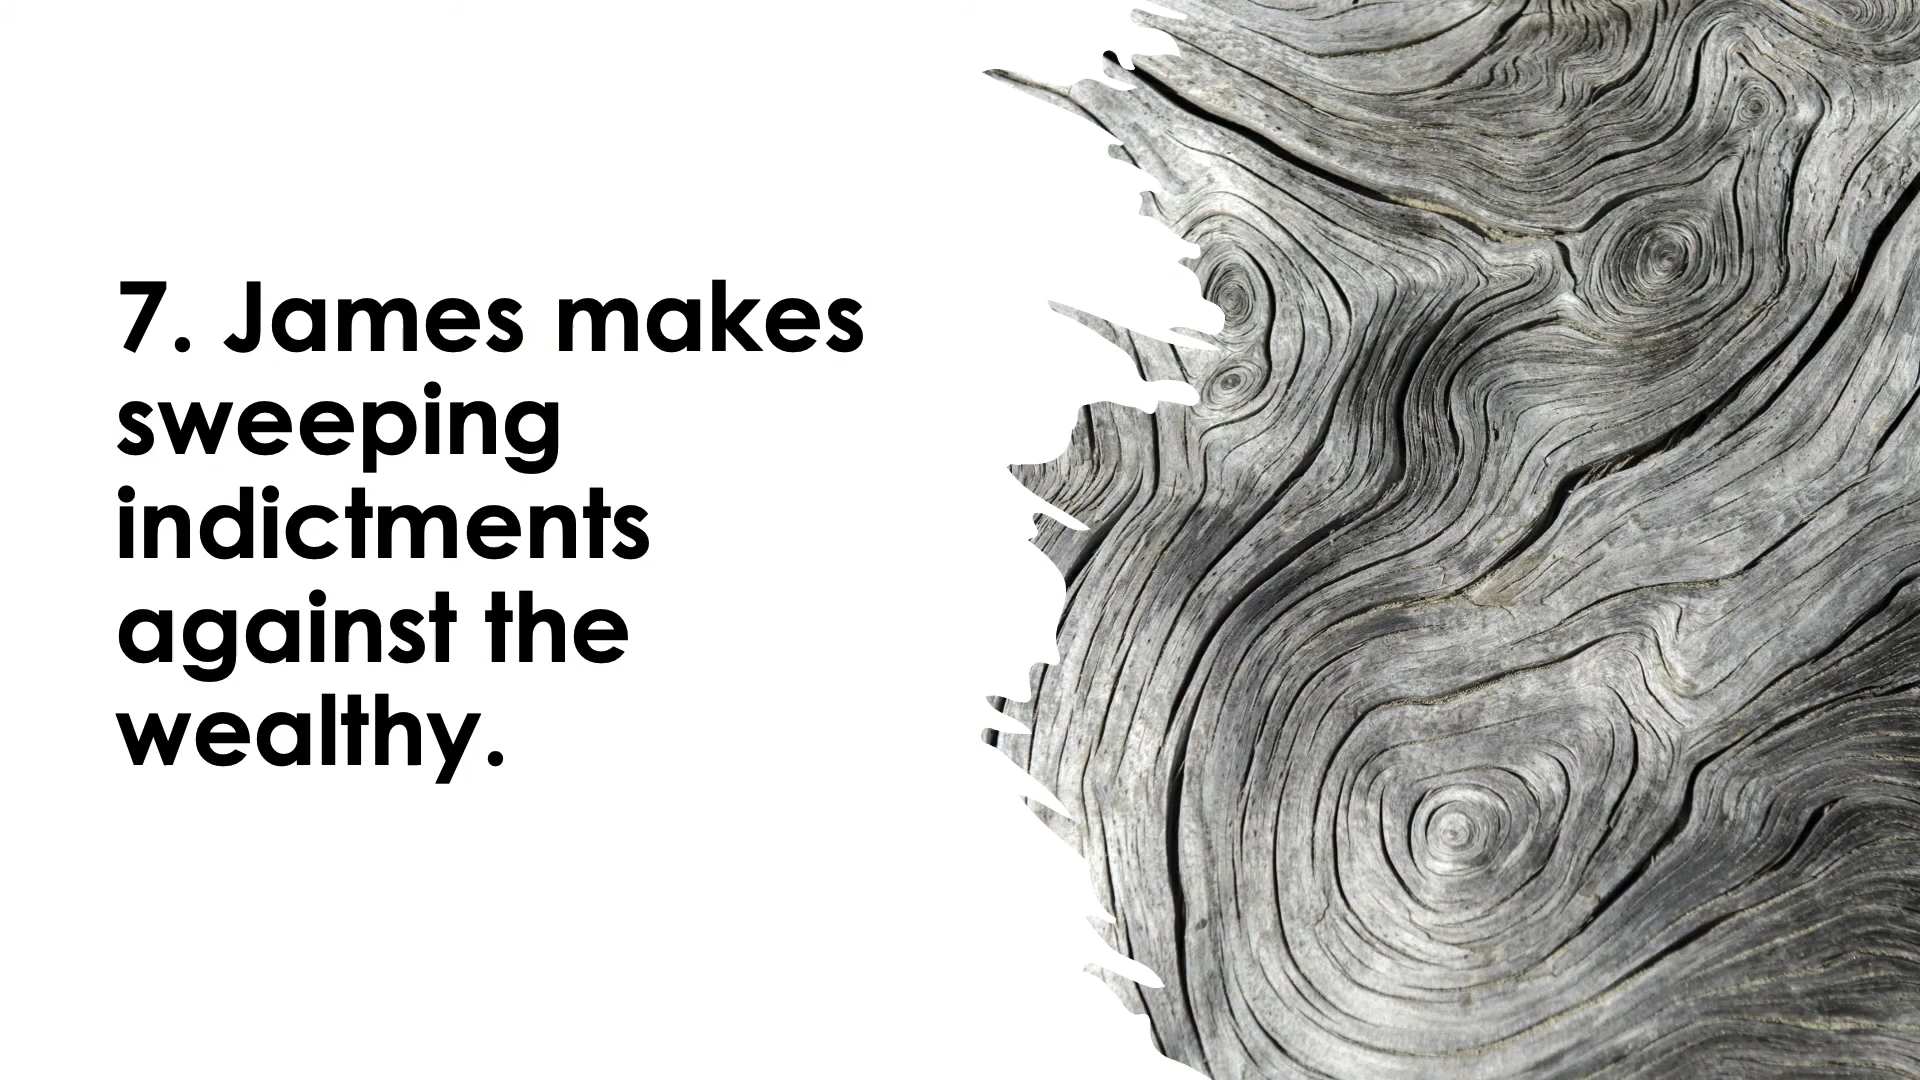 7. James makes
sweeping
indictments
against the
wealthy.